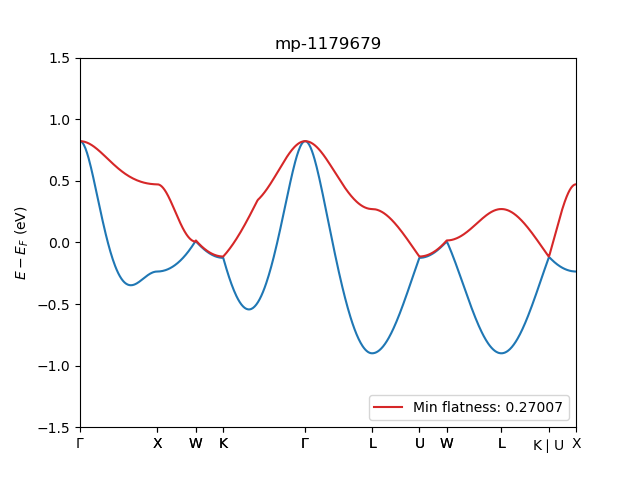 mp-1179679
E − E_F (eV)
1.5
1.0
0.5
0.0
−0.5
−1.0
−1.5
Min flatness: 0.27007
Γ X W K Γ L U W L K | U X